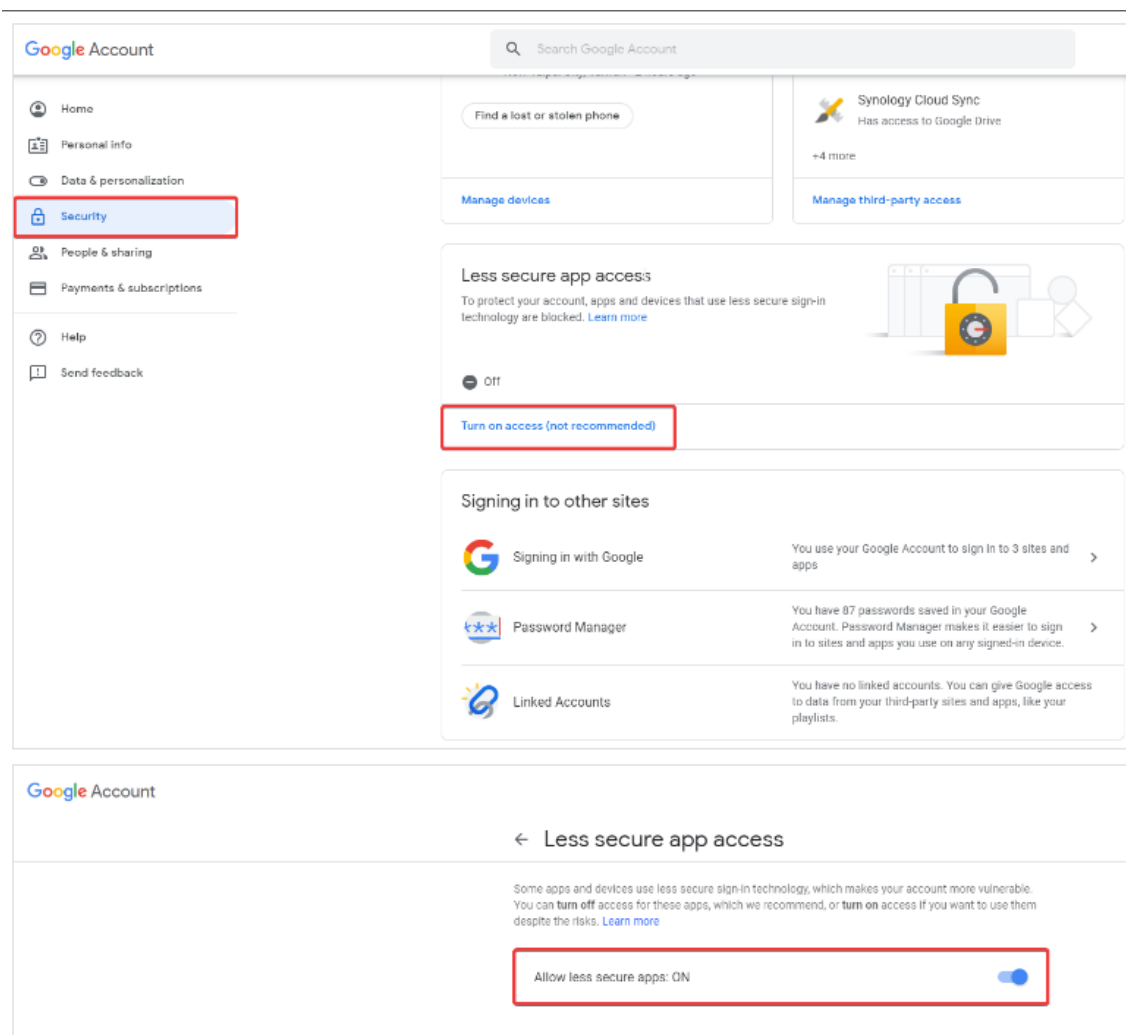 Google Account
Search Google Account
Home
Find a lost or stolen phone
Synology Cloud Sync
Has access to Google Drive
Personal info
+4 more
Data & personalization
Manage devices
Manage third-party access
Security
People & sharing
Payments & subscriptions
Help
Send feedback
Less secure app access
To protect your account, apps and devices that use less secure sign-in
technology are blocked. Learn more
Off
Turn on access (not recommended)
Signing in to other sites
Signing in with Google
You use your Google Account to sign in to 3 sites and
apps
Password Manager
You have 87 passwords saved in your Google
Account. Password Manager makes it easier to sign
in to sites and apps you use on any signed-in device.
Linked Accounts
You have no linked accounts. You can give Google access
to data from your third-party sites and apps, like your
playlists.
Google Account
Less secure app access
Some apps and devices use less secure sign-in technology, which makes your account more vulnerable.
You can turn off access for these apps, which we recommend, or turn on access if you want to use them
despite the risks. Learn more
Allow less secure apps: ON